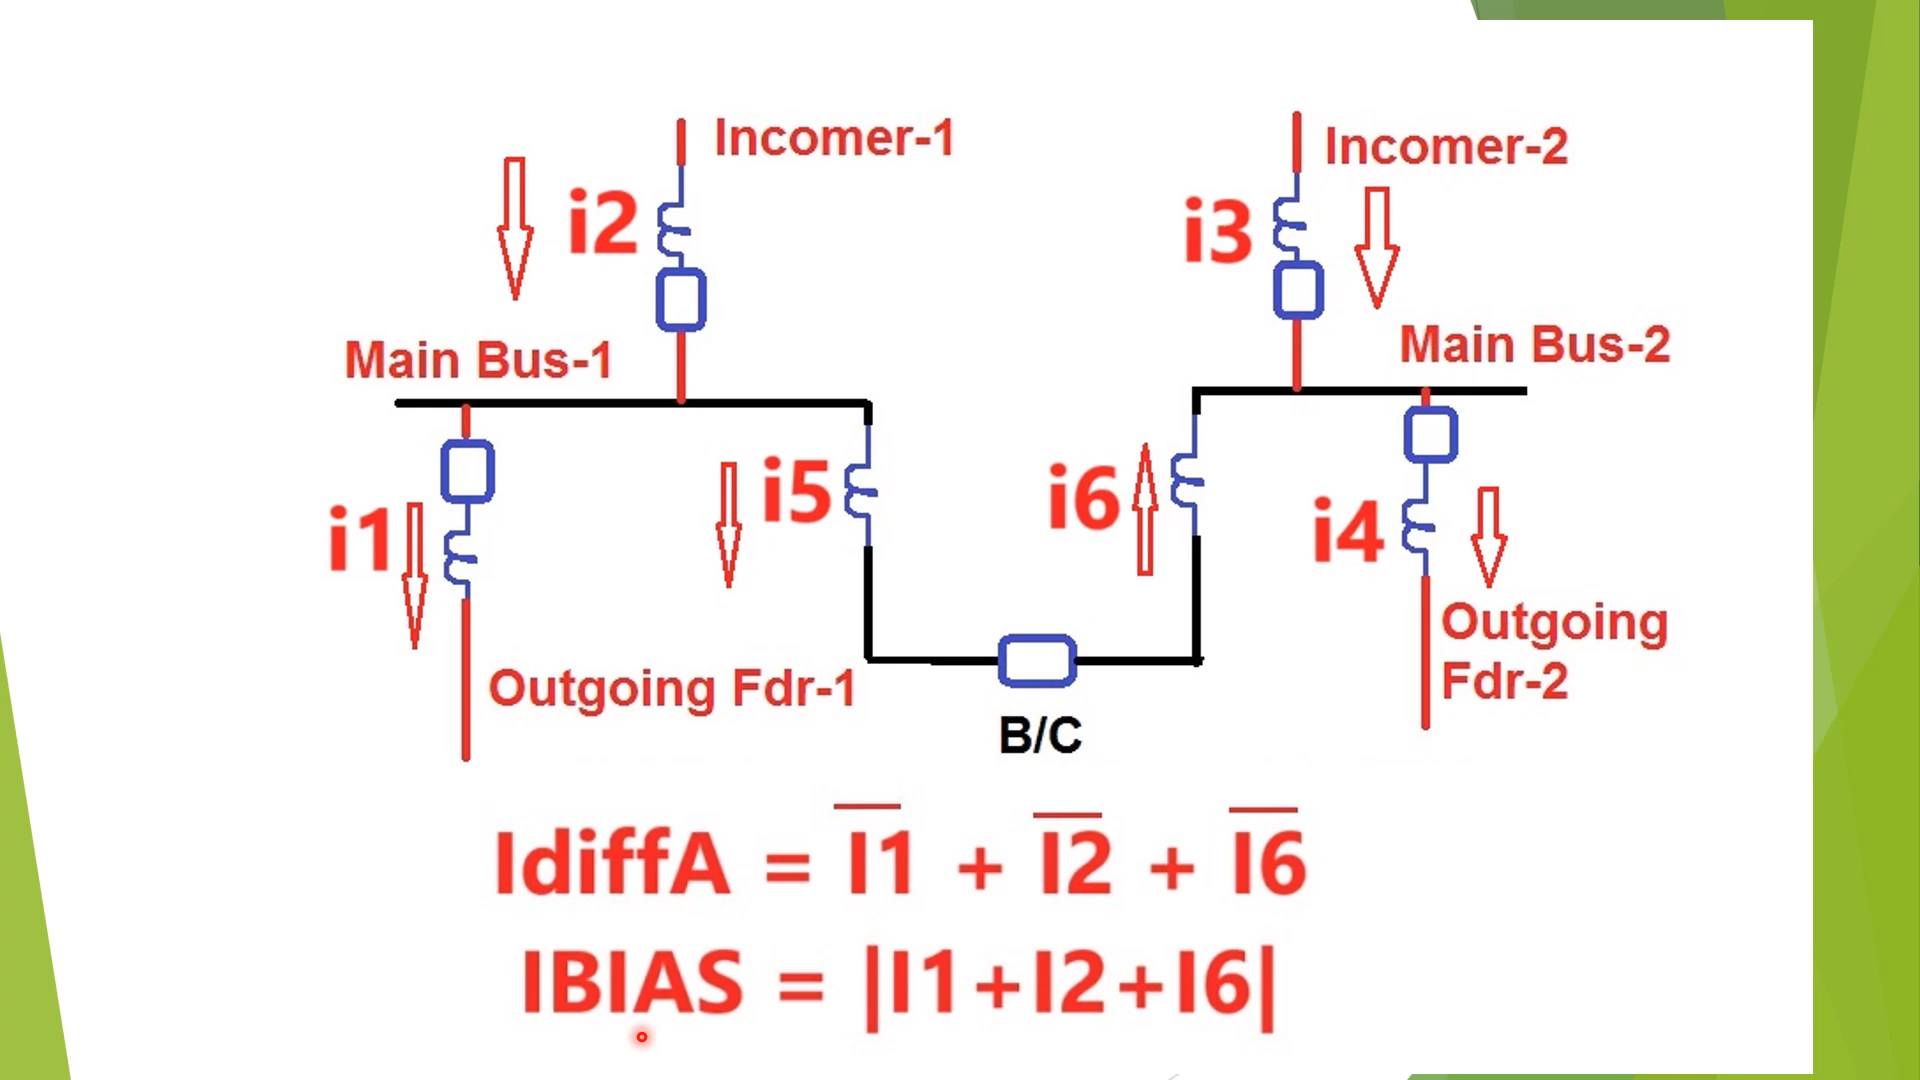 Incomer-1
Incomer-2
i2
i3
Main Bus-1
Main Bus-2
i5
i6
i1
i4
Outgoing
Fdr-2
Outgoing Fdr-1
B/C
IdiffA = I1 + I2 + I6
IBIAS = |I1+I2+I6|